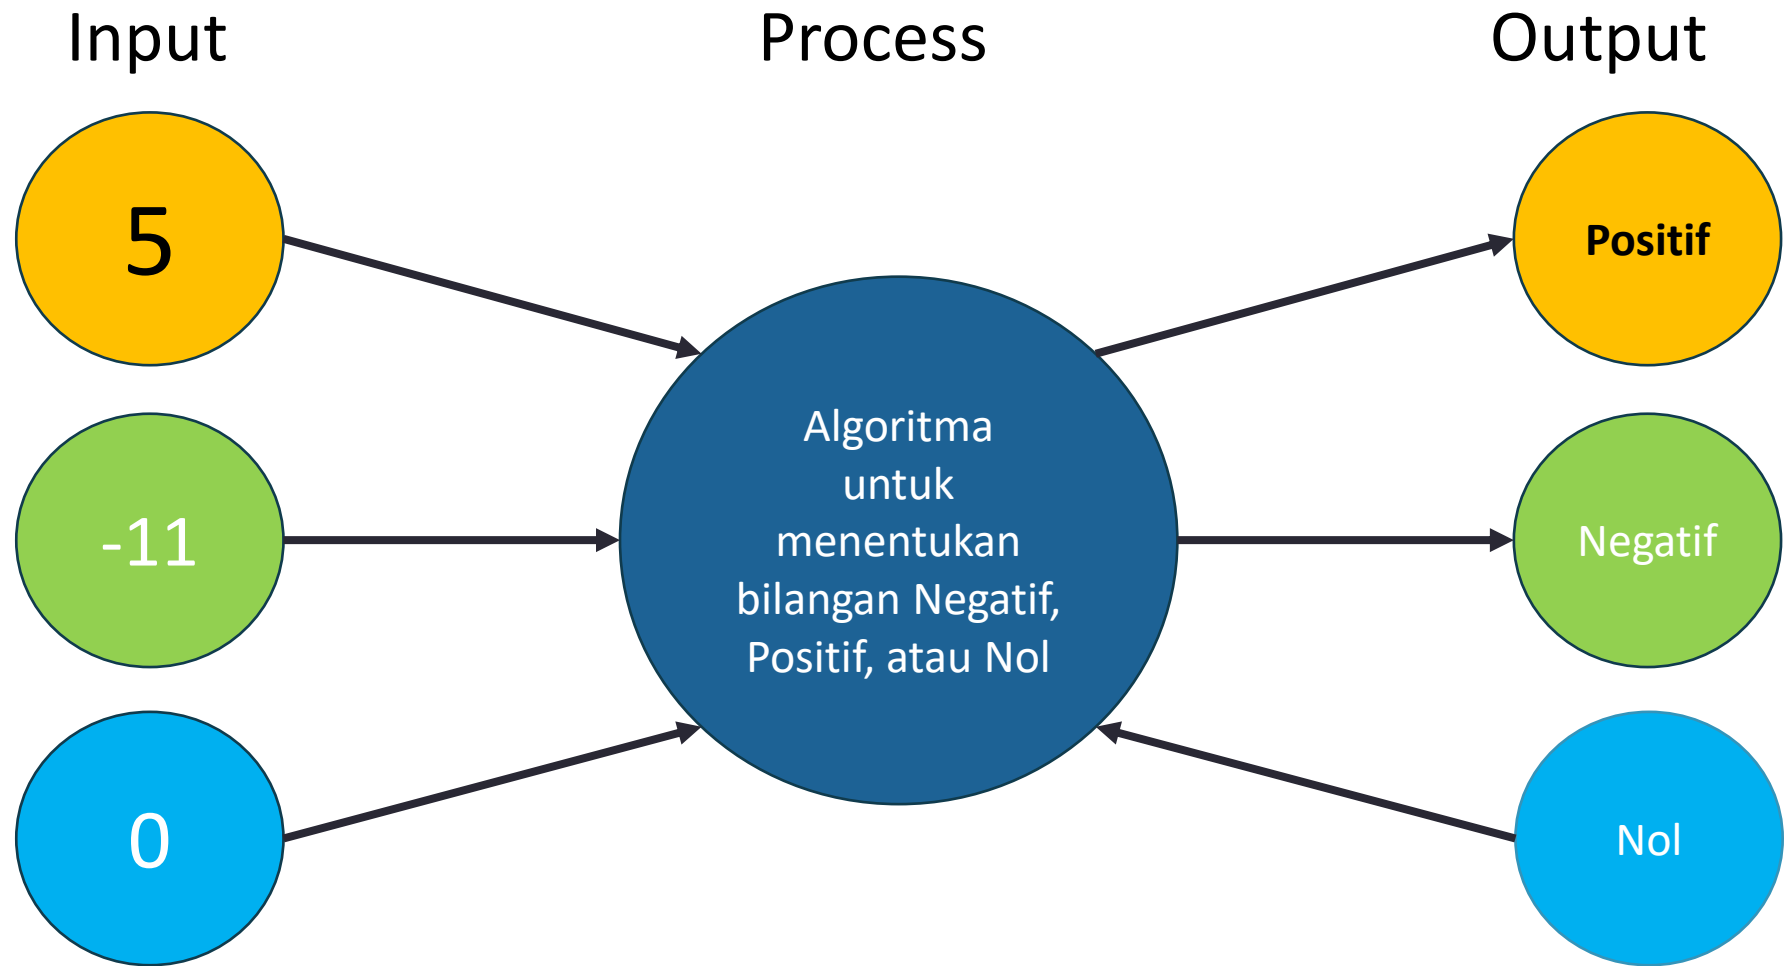 Input
Process
Output
5
Positif
-11
Algoritma
untuk
menentukan
bilangan Negatif,
Positif, atau Nol
Negatif
0
Nol